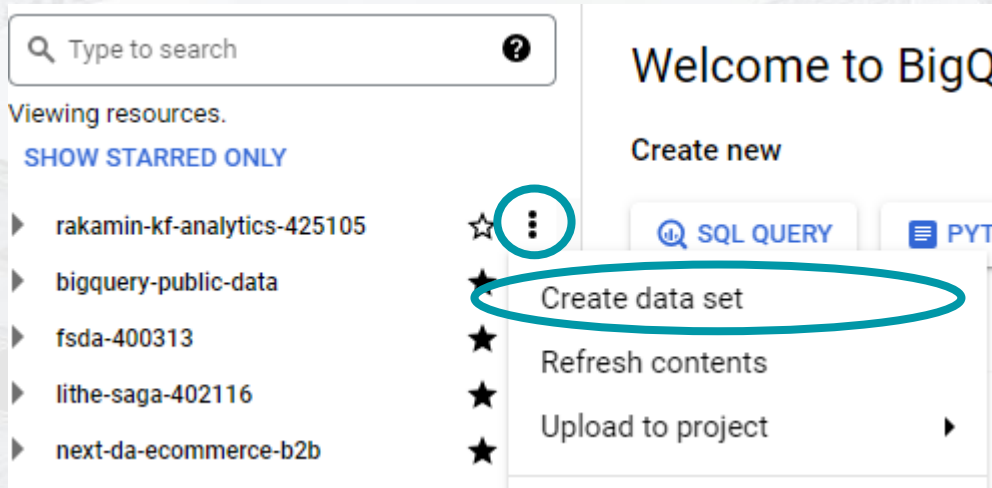 Type to search
Viewing resources.
SHOW STARRED ONLY
rakamin-kf-analytics-425105
bigquery-public-data
fsda-400313
lithe-saga-402116
next-da-ecommerce-b2b
Welcome to BigQ
Create new
SQL QUERY
PYT
Create data set
Refresh contents
Upload to project